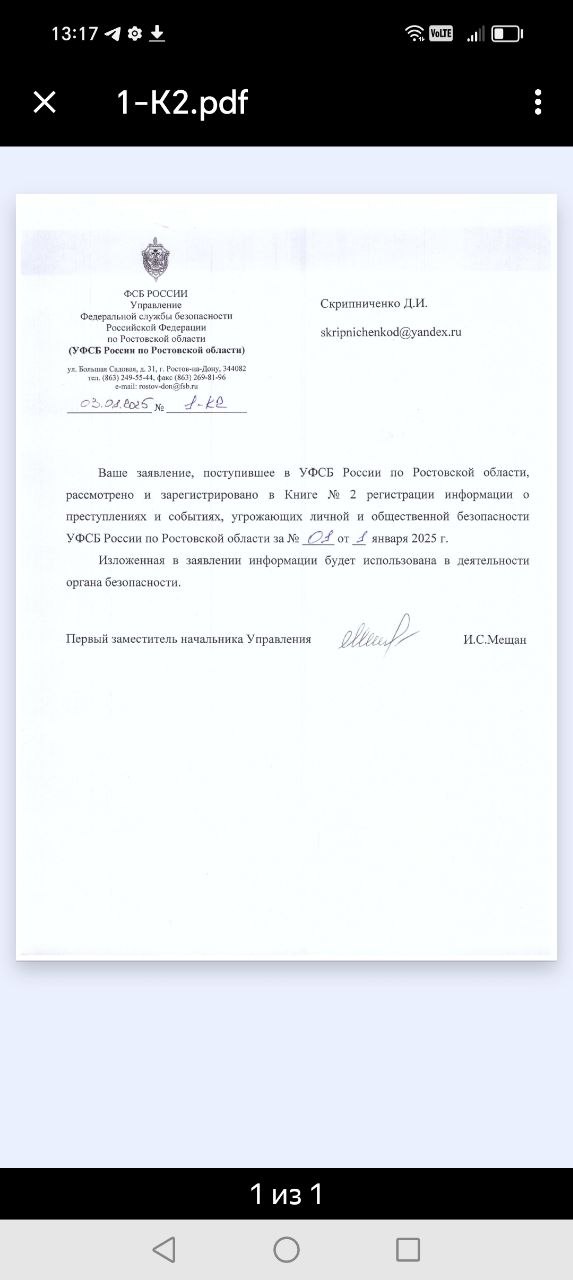 13:17
VoLTE
1-K2.pdf
ФСБ РОССИИ
Управление
Федеральной службы безопасности
Российской Федерации
по Ростовской области
(УФСБ России по Ростовской области)
ул. Большая Садовая, д. 31, г. Ростов-на-Дону, 344082
тел. (863) 249-55-44, факс (863) 269-81-96
e-mail: rostov-don@fsb.ru
03.01.2025 № 1-К2
Скрипниченко Д.И.
skripnichenkod@yandex.ru
Ваше заявление, поступившее в УФСБ России по Ростовской области,
рассмотрено и зарегистрировано в Книге № 2 регистрации информации о
преступлениях и событиях, угрожающих личной и общественной безопасности
УФСБ России по Ростовской области за № 01 от 1 января 2025 г.
Изложенная в заявлении информации будет использована в деятельности
органа безопасности.
Первый заместитель начальника Управления И.С.Мещан
1 из 1